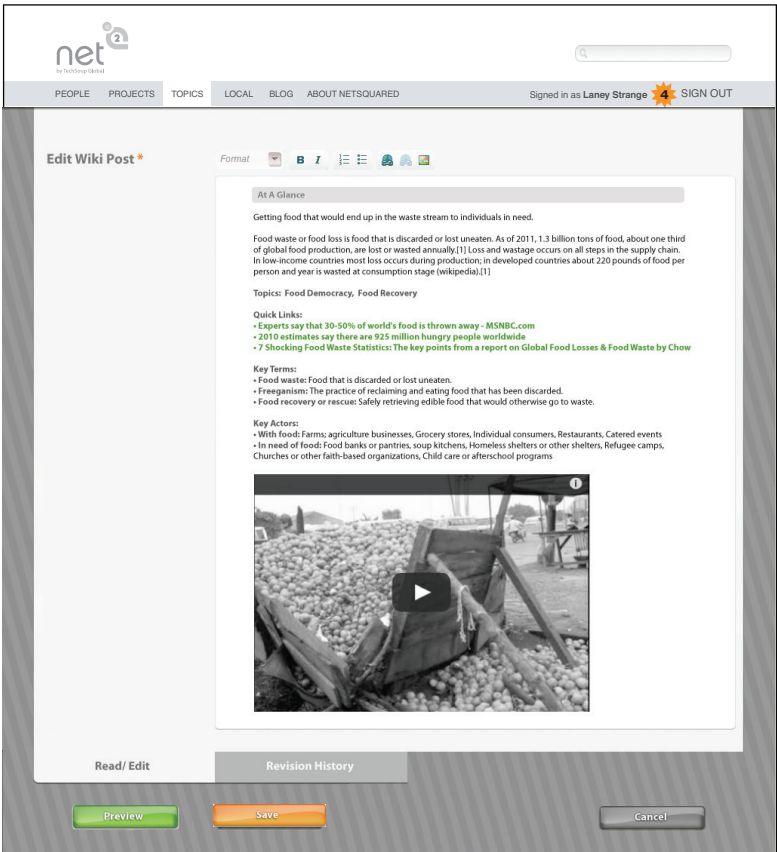 net2
by TechSoup Global
PEOPLE PROJECTS TOPICS LOCAL BLOG ABOUT NETSQUARED Signed in as Laney Strange 4 SIGN OUT
Edit Wiki Post *
Format B I
At A Glance
Getting food that would end up in the waste stream to individuals in need.
Food waste or food loss is food that is discarded or lost uneaten. As of 2011, 1.3 billion tons of food, about one third
of global food production, are lost or wasted annually.[1] Loss and wastage occurs on all steps in the supply chain.
In low-income countries most loss occurs during production; in developed countries about 220 pounds of food per
person and year is wasted at consumption stage (wikipedia).[1]
Topics: Food Democracy, Food Recovery
Quick Links:
• Experts say that 30-50% of world's food is thrown away - MSNBC.com
• 2010 estimates say there are 925 million hungry people worldwide
• 7 Shocking Food Waste Statistics: The key points from a report on Global Food Losses & Food Waste by Chow
Key Terms:
• Food waste: Food that is discarded or lost uneaten.
• Freeganism: The practice of reclaiming and eating food that has been discarded.
• Food recovery or rescue: Safely retrieving edible food that would otherwise go to waste.
Key Actors:
• With food: Farms; agriculture businesses, Grocery stores, Individual consumers, Restaurants, Catered events
• In need of food: Food banks or pantries, soup kitchens, Homeless shelters or other shelters, Refugee camps,
Churches or other faith-based organizations, Child care or afterschool programs
Read/ Edit Revision History
Preview Save Cancel